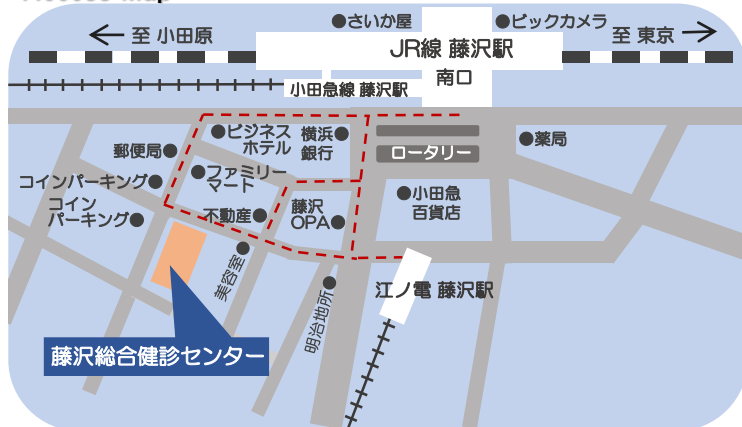 Access Map
●さいか屋
●ビックカメラ
至 小田原
JR線 藤沢駅
至 東京
南口
小田急線 藤沢駅
●ビジネス
ホテル
横浜●
銀行
●薬局
郵便局●
ロータリー
●ファミリー
マート
コインパーキング●
コイン
パーキング●
不動産●
藤沢
OPA●
●小田急
百貨店
美容室●
明治地所●
江ノ電 藤沢駅
藤沢総合健診センター